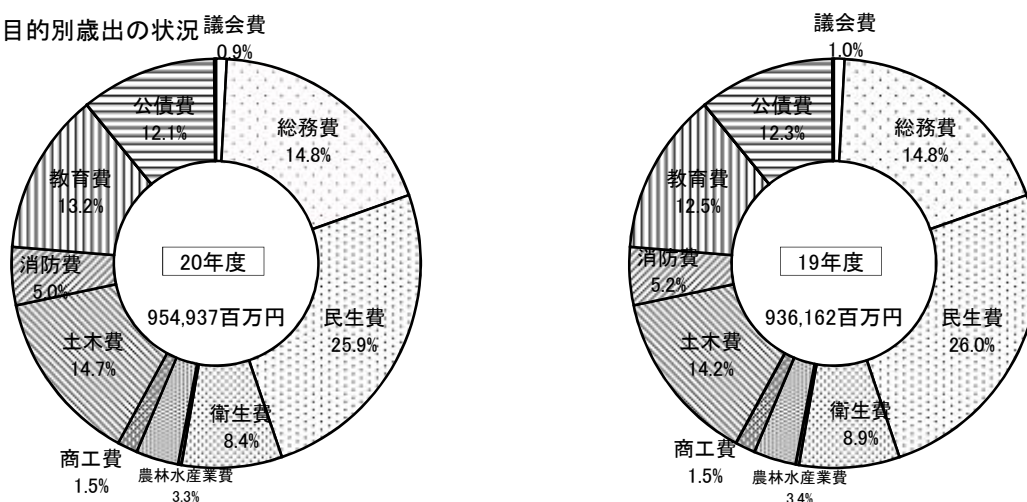 目的別歳出の状況
議会費
0.9%
総務費
14.8%
民生費
25.9%
衛生費
8.4%
農林水産業費
3.3%
商工費
1.5%
土木費
14.7%
消防費
5.0%
教育費
13.2%
公債費
12.1%
20年度
954,937百万円
議会費
1.0%
総務費
14.8%
民生費
26.0%
衛生費
8.9%
農林水産業費
3.4%
商工費
1.5%
土木費
14.2%
消防費
5.2%
教育費
12.5%
公債費
12.3%
19年度
936,162百万円